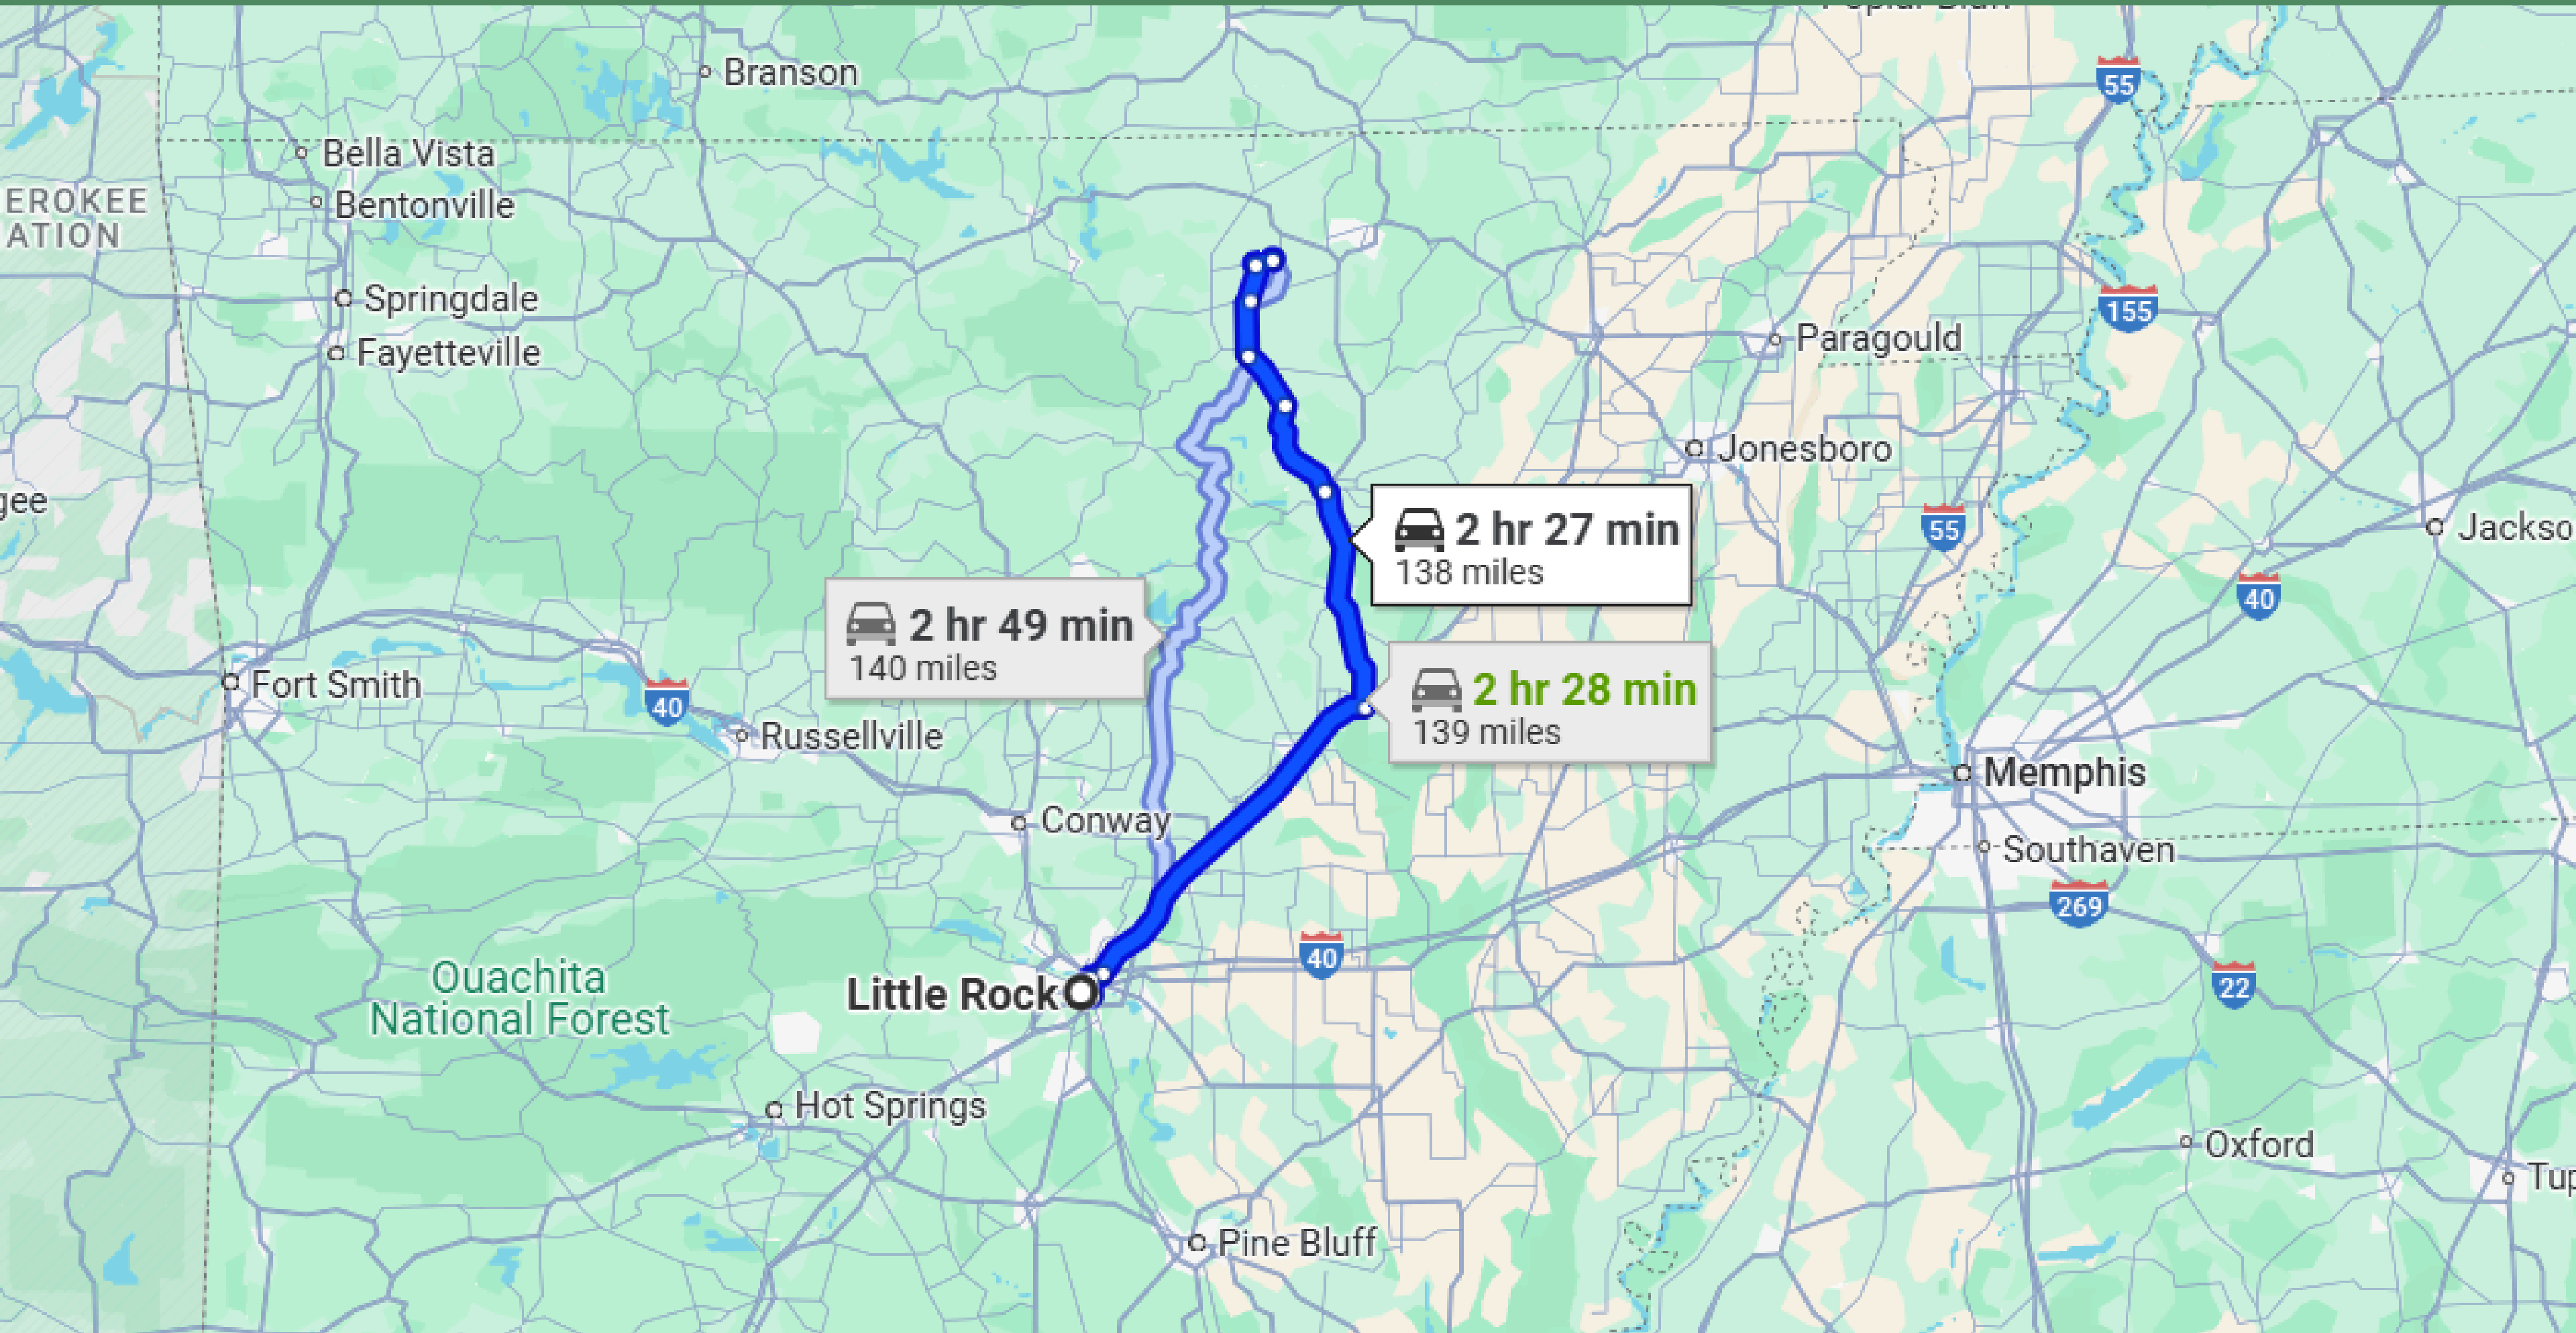 Branson
55
Bella Vista
EROKEE
ATION
Bentonville
155
Springdale
Fayetteville
Paragould
Jonesboro
gee
55
Jackso
2 hr 27 min
138 miles
40
2 hr 49 min
140 miles
Fort Smith
40
2 hr 28 min
139 miles
Russellville
Memphis
Conway
Southaven
269
40
22
Ouachita
National Forest
Little Rock
Hot Springs
Oxford
Tup
Pine Bluff